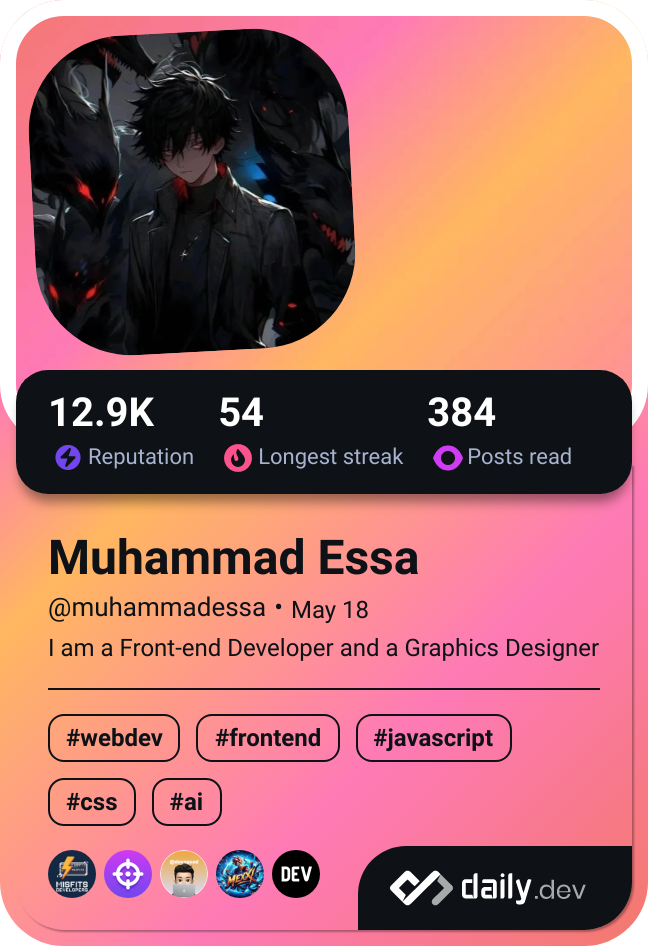 12.9K 54 384
Reputation Longest streak Posts read
Muhammad Essa
@muhammadessa • May 18
I am a Front-end Developer and a Graphics Designer
#webdev #frontend #javascript
#css #ai
MISFITS
DEVELOPERS
DEV
daily.dev